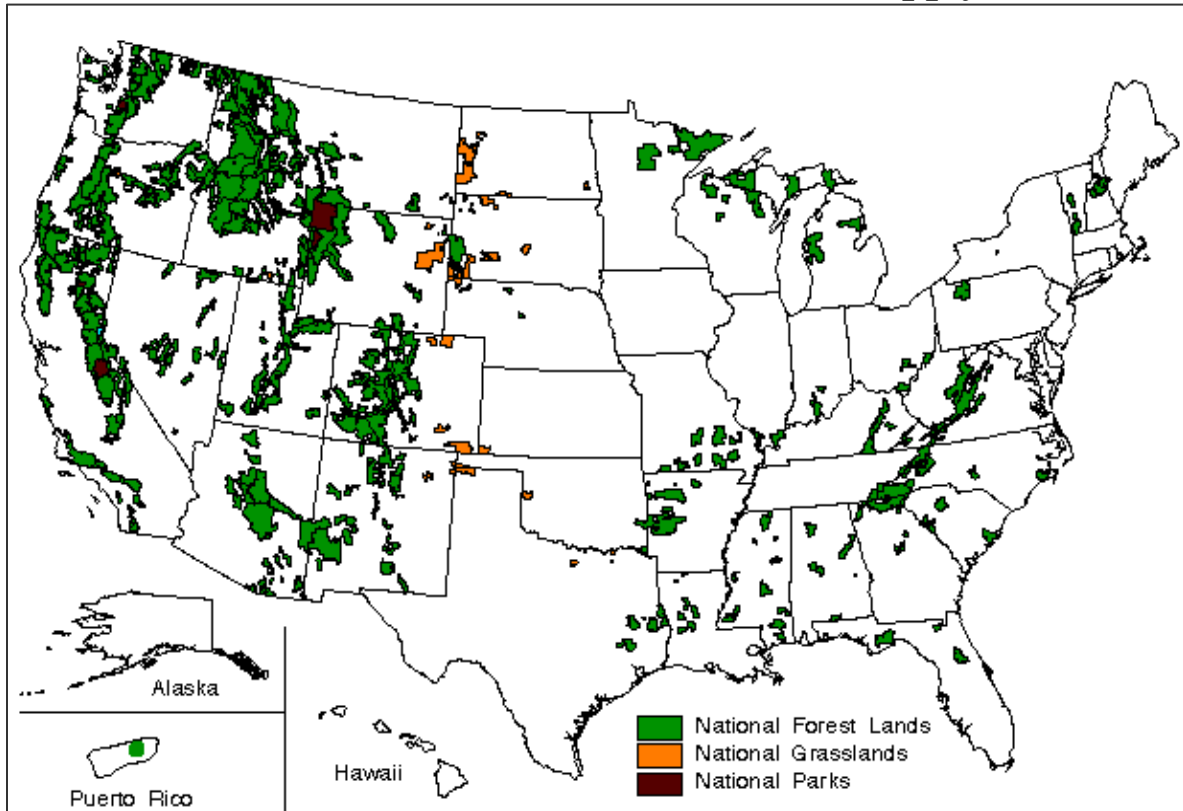 Alaska
Puerto Rico
Hawaii
National Forest Lands
National Grasslands
National Parks